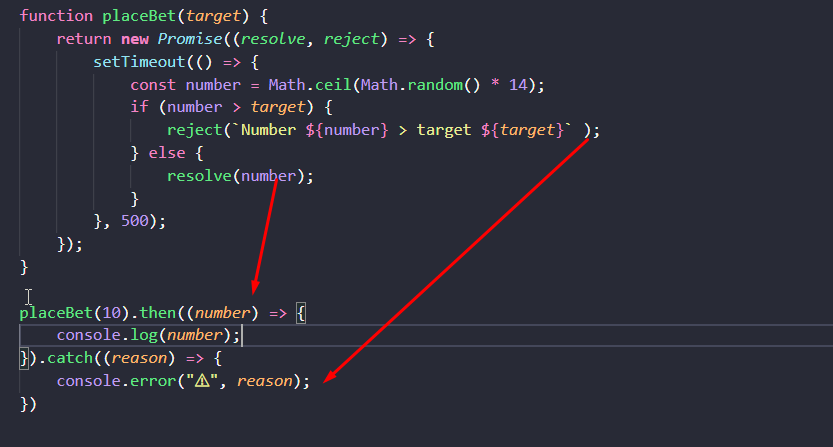 function placeBet(target) {
    return new Promise((resolve, reject) => {
        setTimeout(() => {
            const number = Math.ceil(Math.random() * 14);
            if (number > target) {
                reject(`Number ${number} > target ${target}` );
            } else {
                resolve(number);
            }
        }, 500);
    });
}
placeBet(10).then((number) => {
    console.log(number);
}).catch((reason) => {
    console.error("⚠", reason);
})